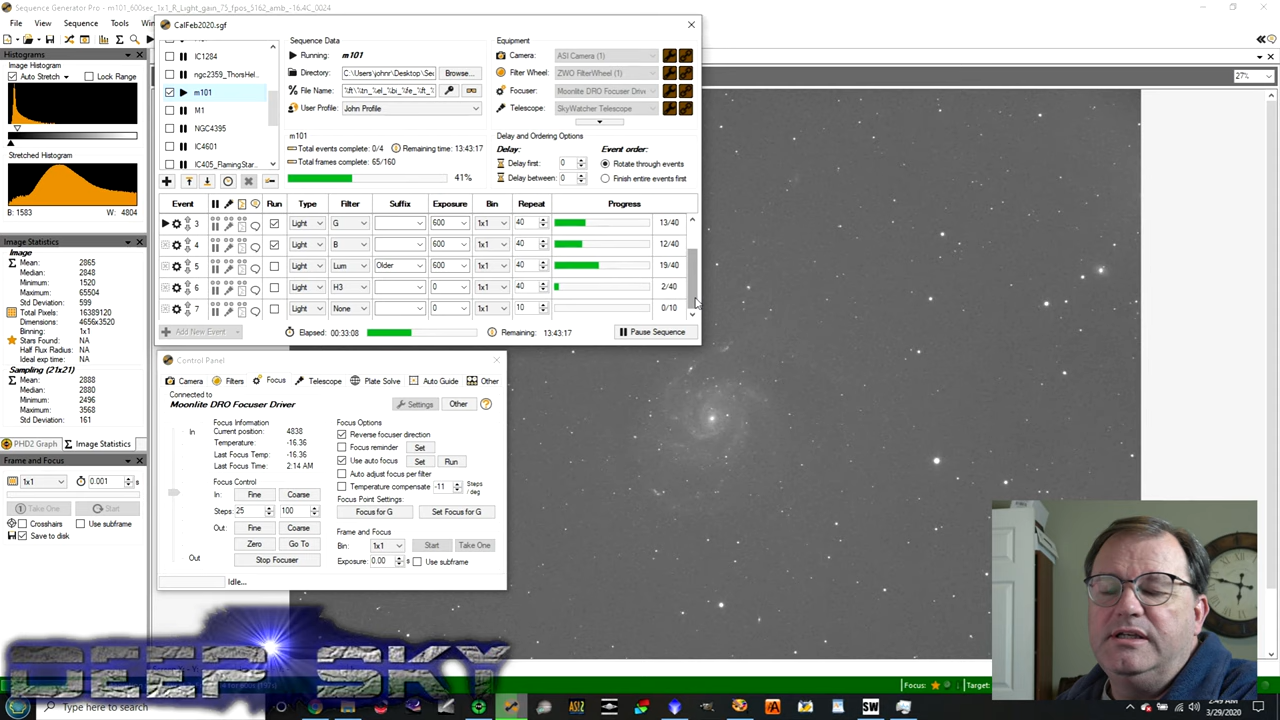 Sequence Generator Pro - m101_600sec_1x1_R_Light_gain_75_fps_5162_amb_-16.4C_0024
File View Sequence Tools
CalFeb2020.sgf
Histograms
Image Histogram
Auto Stretch Lock Range
Stretched Histogram
B: 1583 W: 4804
Image Statistics
Image
Mean: 2865
Median: 2848
Minimum: 1520
Maximum: 65504
Std Deviation: 599
Total Pixels: 16389120
Dimensions: 4656x3520
Binning: 1x1
Stars Found: NA
Half Flux Radius: NA
Ideal exp time: NA
Sampling (21x21)
Mean: 2888
Median: 2880
Minimum: 2496
Maximum: 3568
Std Deviation: 161
PHD2 Graph Image Statistics
Frame and Focus
1x1 0.001 s
Take One Start
Crosshairs Use subframe
Save to disk
IC1284
ngc2359_ThorsHel...
m101
M1
NGC4395
IC4601
IC405_FlamingStar...
Sequence Data
Running: m101
Directory: C:\Users\johnr\Desktop\Sec Browse...
File Name:
User Profile: John Profile
m101
Total events complete: 0/4 Remaining time: 13:43:17
Total frames complete: 65/160
41%
Equipment
Camera: ASI Camera (1)
Filter Wheel: ZWO FilterWheel (1)
Focuser: Moonlite DRO Focuser Driv
Telescope: SkyWatcher Telescope
Delay and Ordering Options
Delay: Event order:
Delay first: 0 Rotate through events
Delay between: 0 Finish entire events first
Event Run Type Filter Suffix Exposure Bin Repeat Progress
3 Light G 600 1x1 40 13/40
4 Light B 600 1x1 40 12/40
5 Light Lum Older 600 1x1 40 19/40
6 Light H3 0 1x1 40 2/40
7 Light None 0 1x1 10 0/10
Add New Event Elapsed: 00:33:08 Remaining: 13:43:17 Pause Sequence
Control Panel
Camera Filters Focus Telescope Plate Solve Auto Guide Other
Connected to
Moonlite DRO Focuser Driver Settings Other
Focus Information
In Current position: 4838
Temperature: -16.36
Last Focus Temp: -16.36
Last Focus Time: 2:14 AM
Focus Control
In: Fine Coarse
Steps: 25 100
Out: Fine Coarse
Zero Go To
Out Stop Focuser
Focus Options
Reverse focuser direction
Focus reminder Set
Use auto focus Set Run
Auto adjust focus per filter
Temperature compensate -11 Steps / deg
Focus Point Settings:
Focus for G Set Focus for G
Frame and Focus
Bin: 1x1 Start Take One
Exposure: 0.00 s Use subframe
Idle...
27%
DEEP SKY
Focus: Target:
Type here to search
2:49 AM
3/29/2020